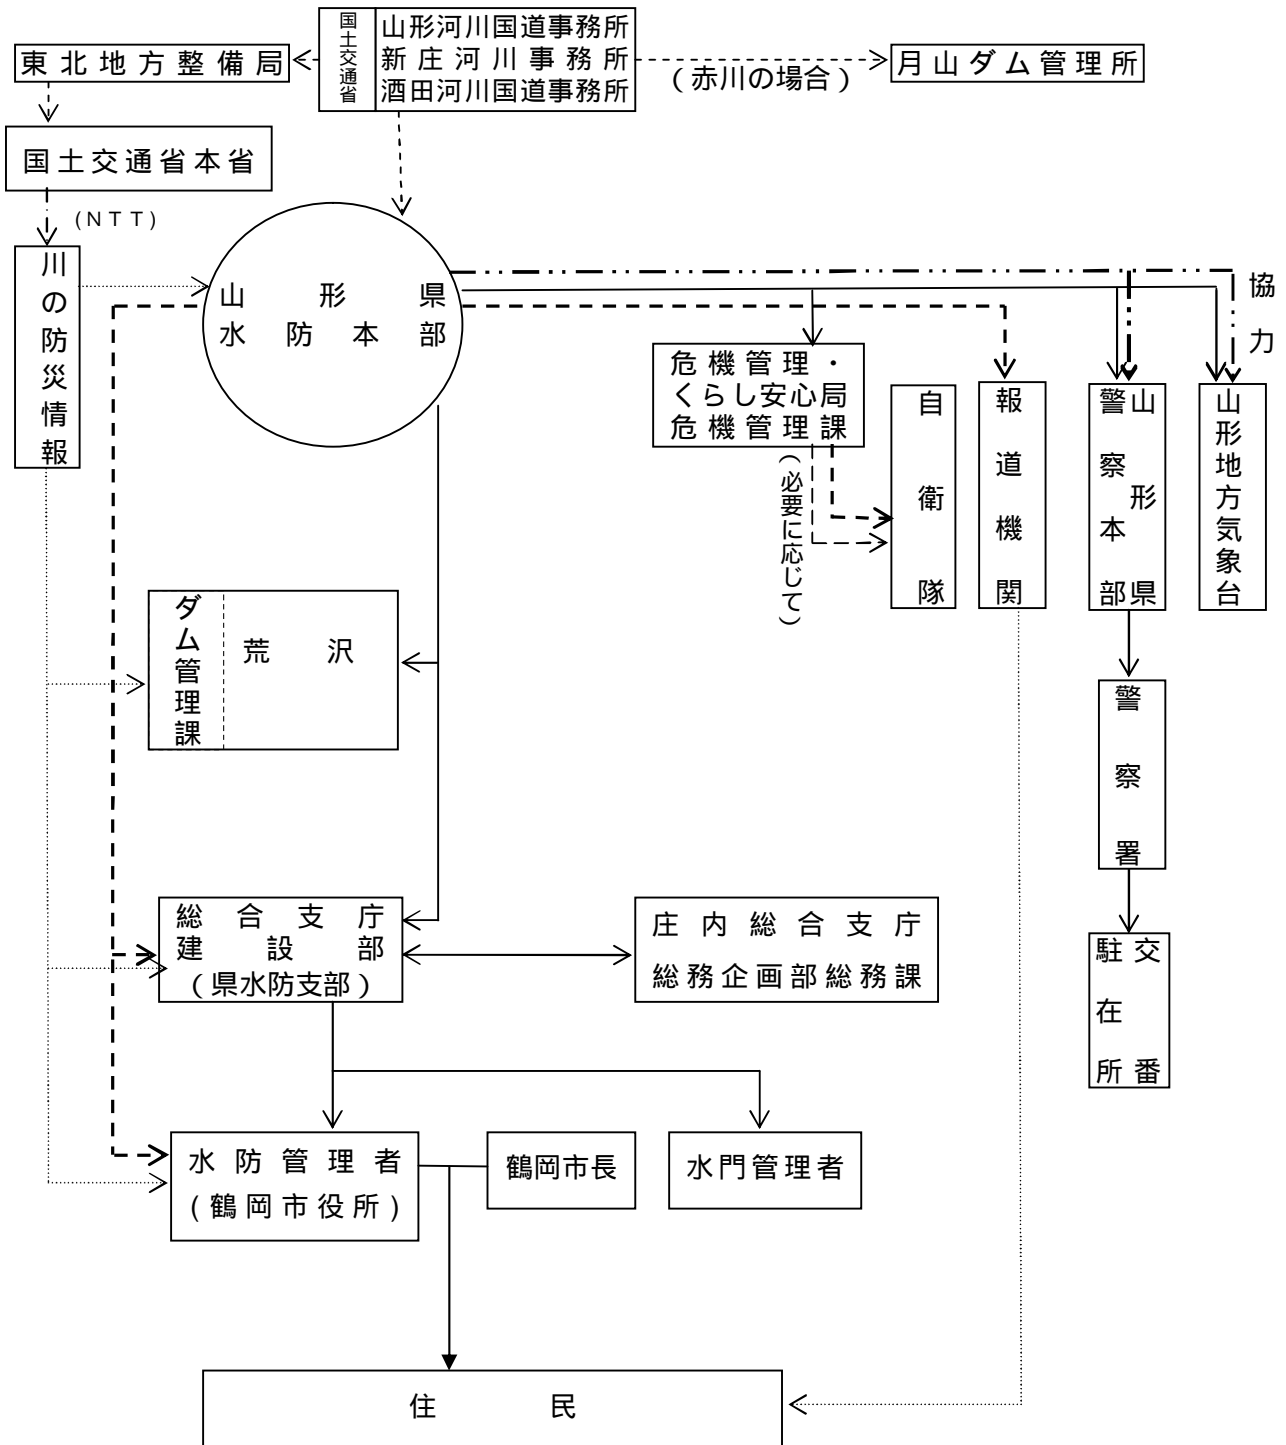 国土交通省
山形河川国道事務所
新庄河川事務所
酒田河川国道事務所
東北地方整備局
(赤川の場合)
月山ダム管理所
国土交通省本省
(NTT)
川の防災情報
山形県
水防本部
協力
危機管理・
くらし安心局
危機管理課
(必要に応じて)
自衛隊
報道機関
山形県
警察本部
山形地方気象台
ダム管理課
荒沢
警察署
総合支庁
建設部
(県水防支部)
庄内総合支庁
総務企画部総務課
交番
駐在所
水防管理者
(鶴岡市役所)
鶴岡市長
水門管理者
住民